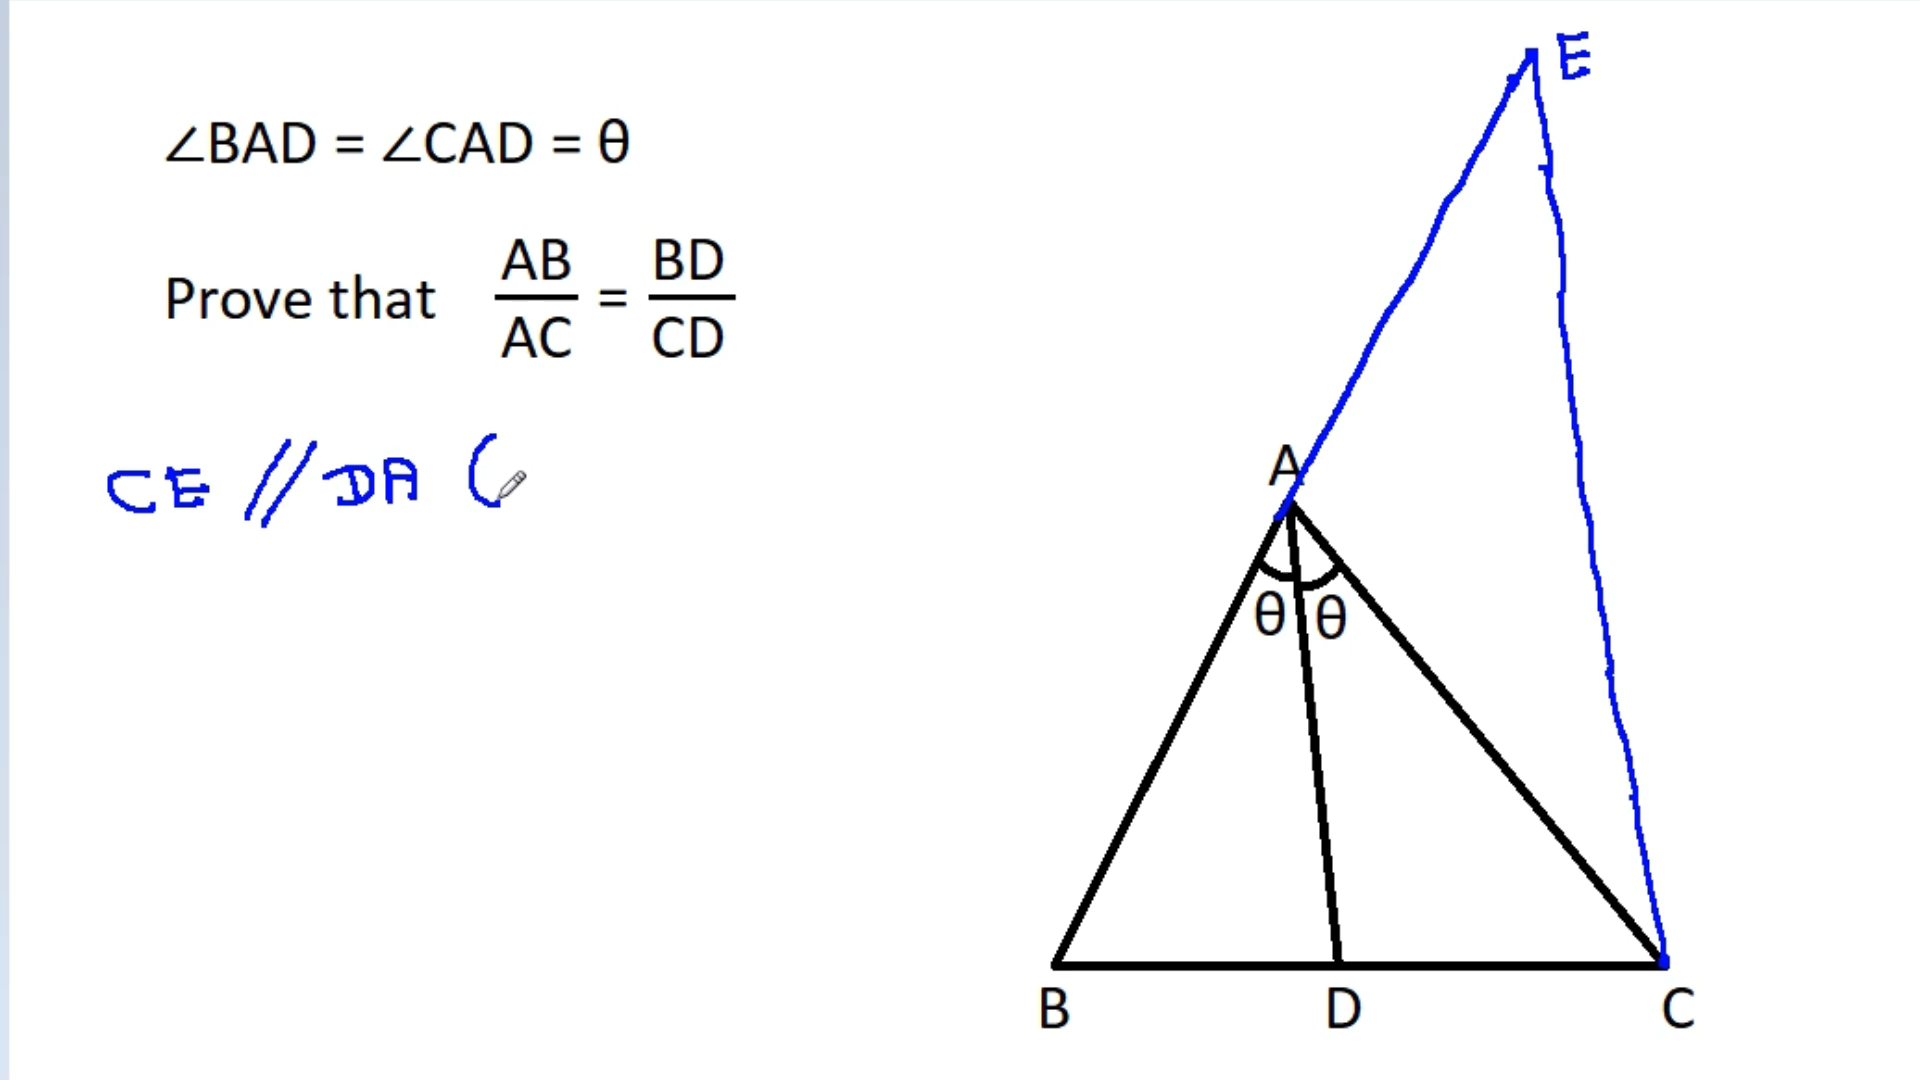 ∠BAD = ∠CAD = θ
Prove that AB/AC = BD/CD
CE // DA (
E
A
θ θ
B D C